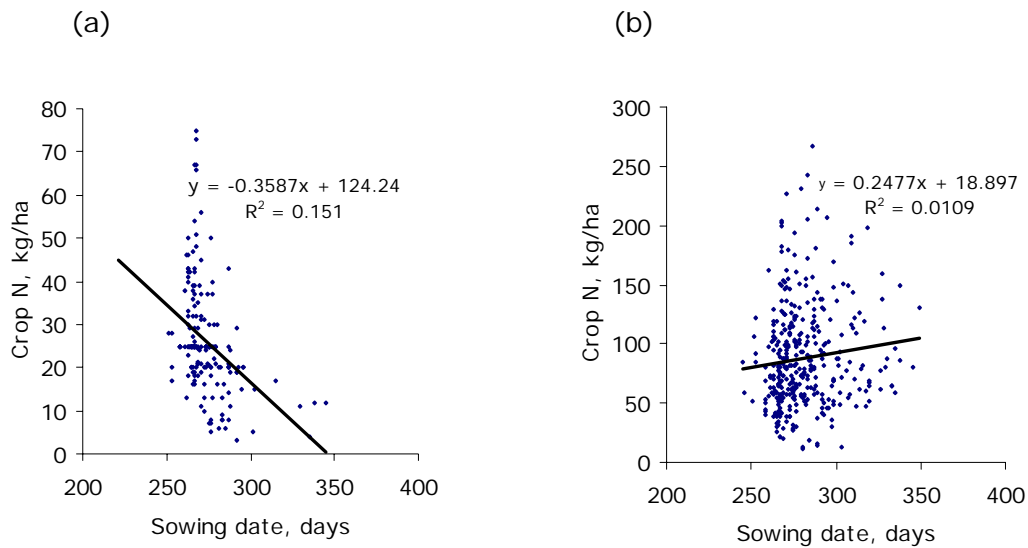 (a)
80
70
60
50
40
30
20
10
0
200
250
300
350
400
Crop N, kg/ha
Sowing date, days
y = -0.3587x + 124.24
R² = 0.151
(b)
300
250
200
150
100
50
0
200
250
300
350
400
Crop N, kg/ha
Sowing date, days
y = 0.2477x + 18.897
R² = 0.0109